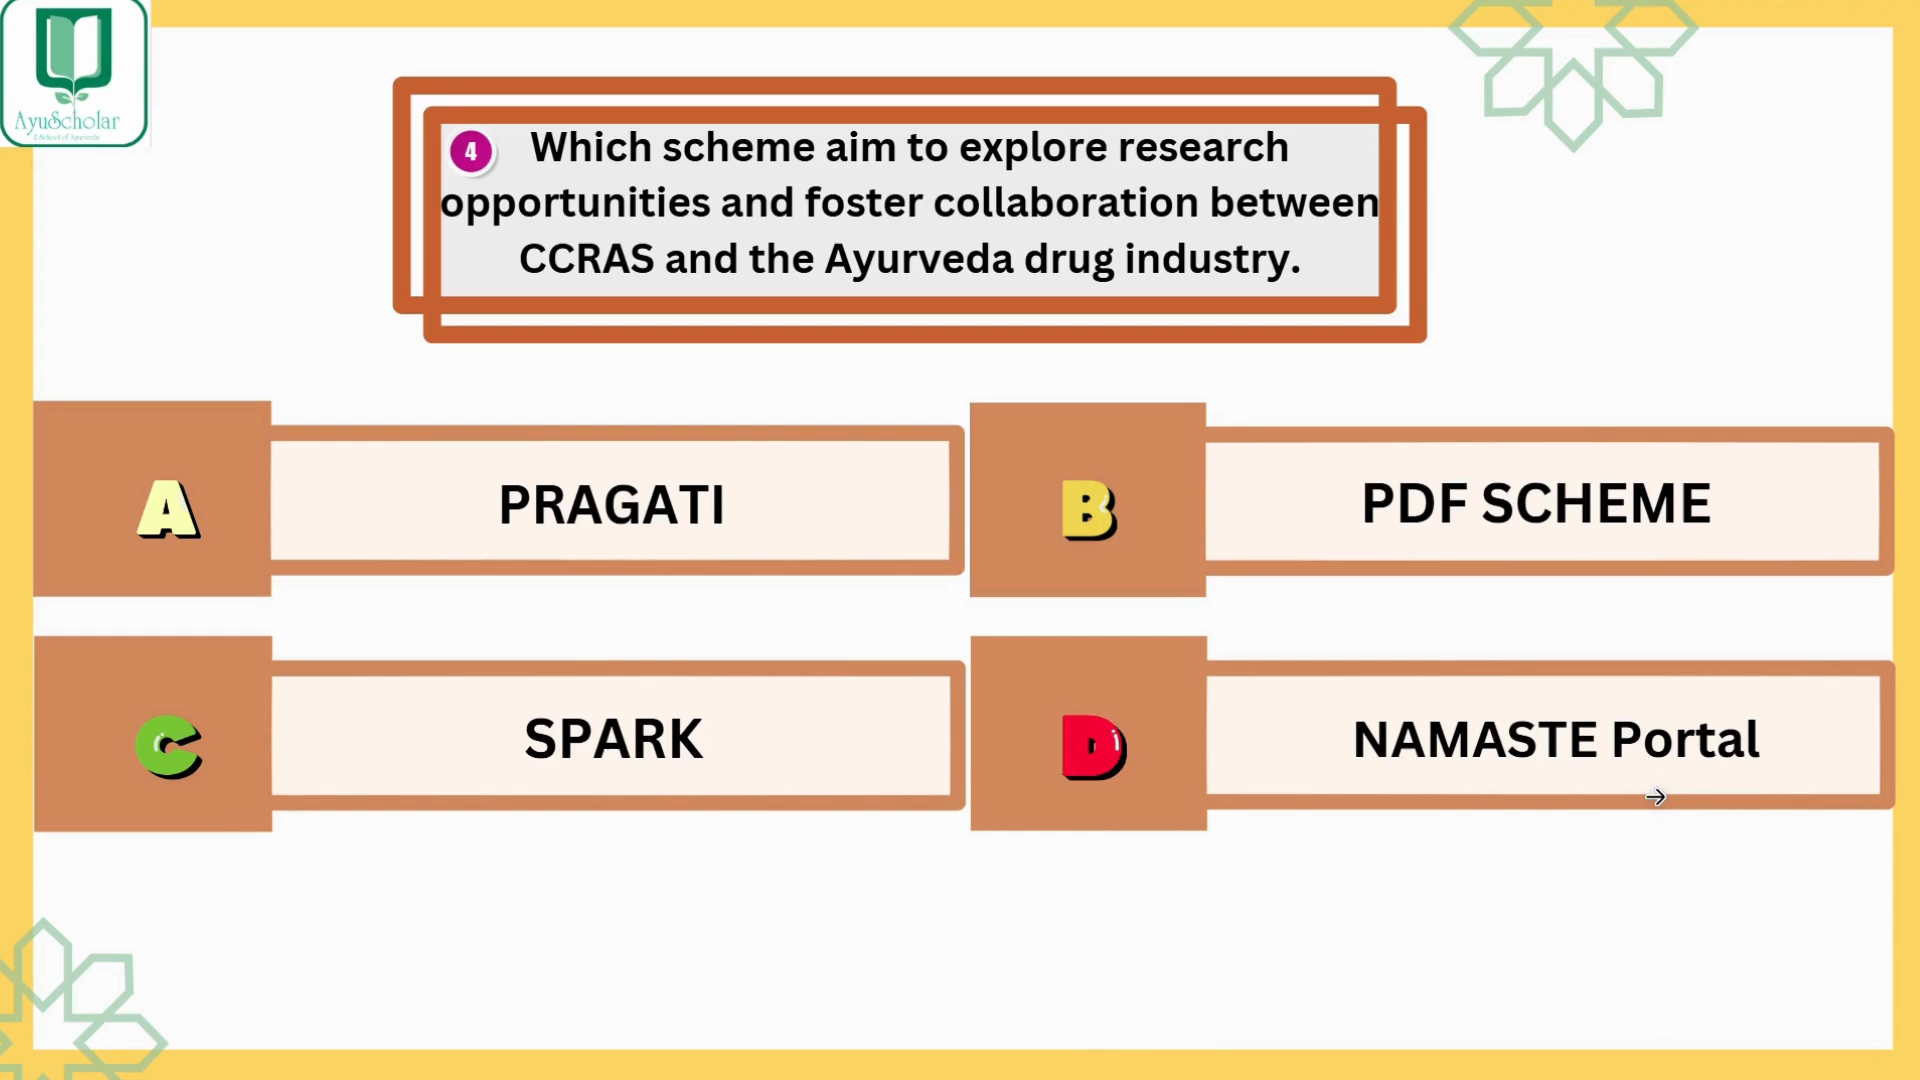 AyuScholar
4
Which scheme aim to explore research
opportunities and foster collaboration between
CCRAS and the Ayurveda drug industry.
A
PRAGATI
B
PDF SCHEME
C
SPARK
D
NAMASTE Portal